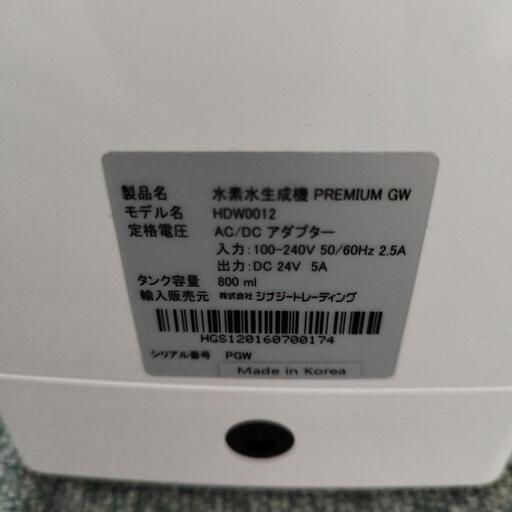 製品名 水素水生成機 PREMIUM GW
モデル名 HDW0012
定格電圧 AC/DC アダプター
入力:100-240V 50/60Hz 2.5A
出力:DC 24V 5A
タンク容量 800 ml
輸入販売元 株式会社 シナジートレーディング
HGS120160700174
シリアル番号 PGW
Made in Korea